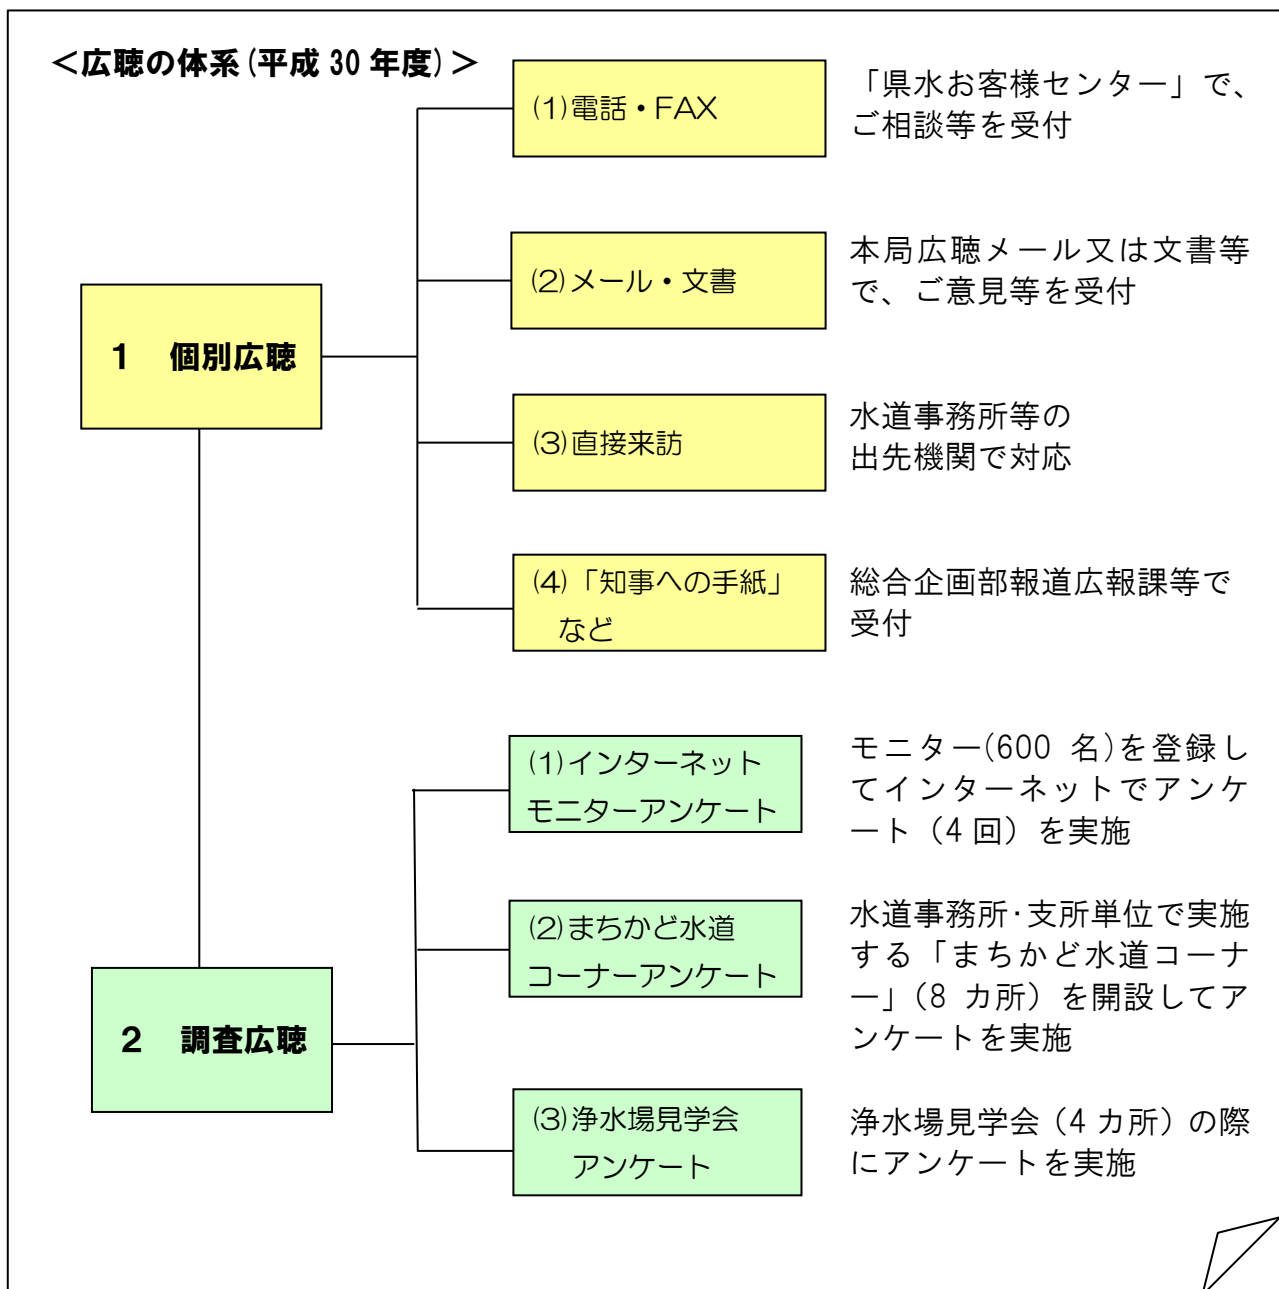 ＜広聴の体系(平成 30 年度)＞
(1)電話・FAX
「県水お客様センター」で、
ご相談等を受付
(2)メール・文書
本局広聴メール又は文書等
で、ご意見等を受付
1 個別広聴
(3)直接来訪
水道事務所等の
出先機関で対応
(4)「知事への手紙」
など
総合企画部報道広報課等で
受付
(1)インターネット
モニターアンケート
モニター(600 名)を登録し
てインターネットでアンケ
ート（4 回）を実施
(2)まちかど水道
コーナーアンケート
水道事務所･支所単位で実施
する「まちかど水道コーナ
ー」（8 カ所）を開設してア
ンケートを実施
2 調査広聴
(3)浄水場見学会
アンケート
浄水場見学会（4 カ所）の際
にアンケートを実施